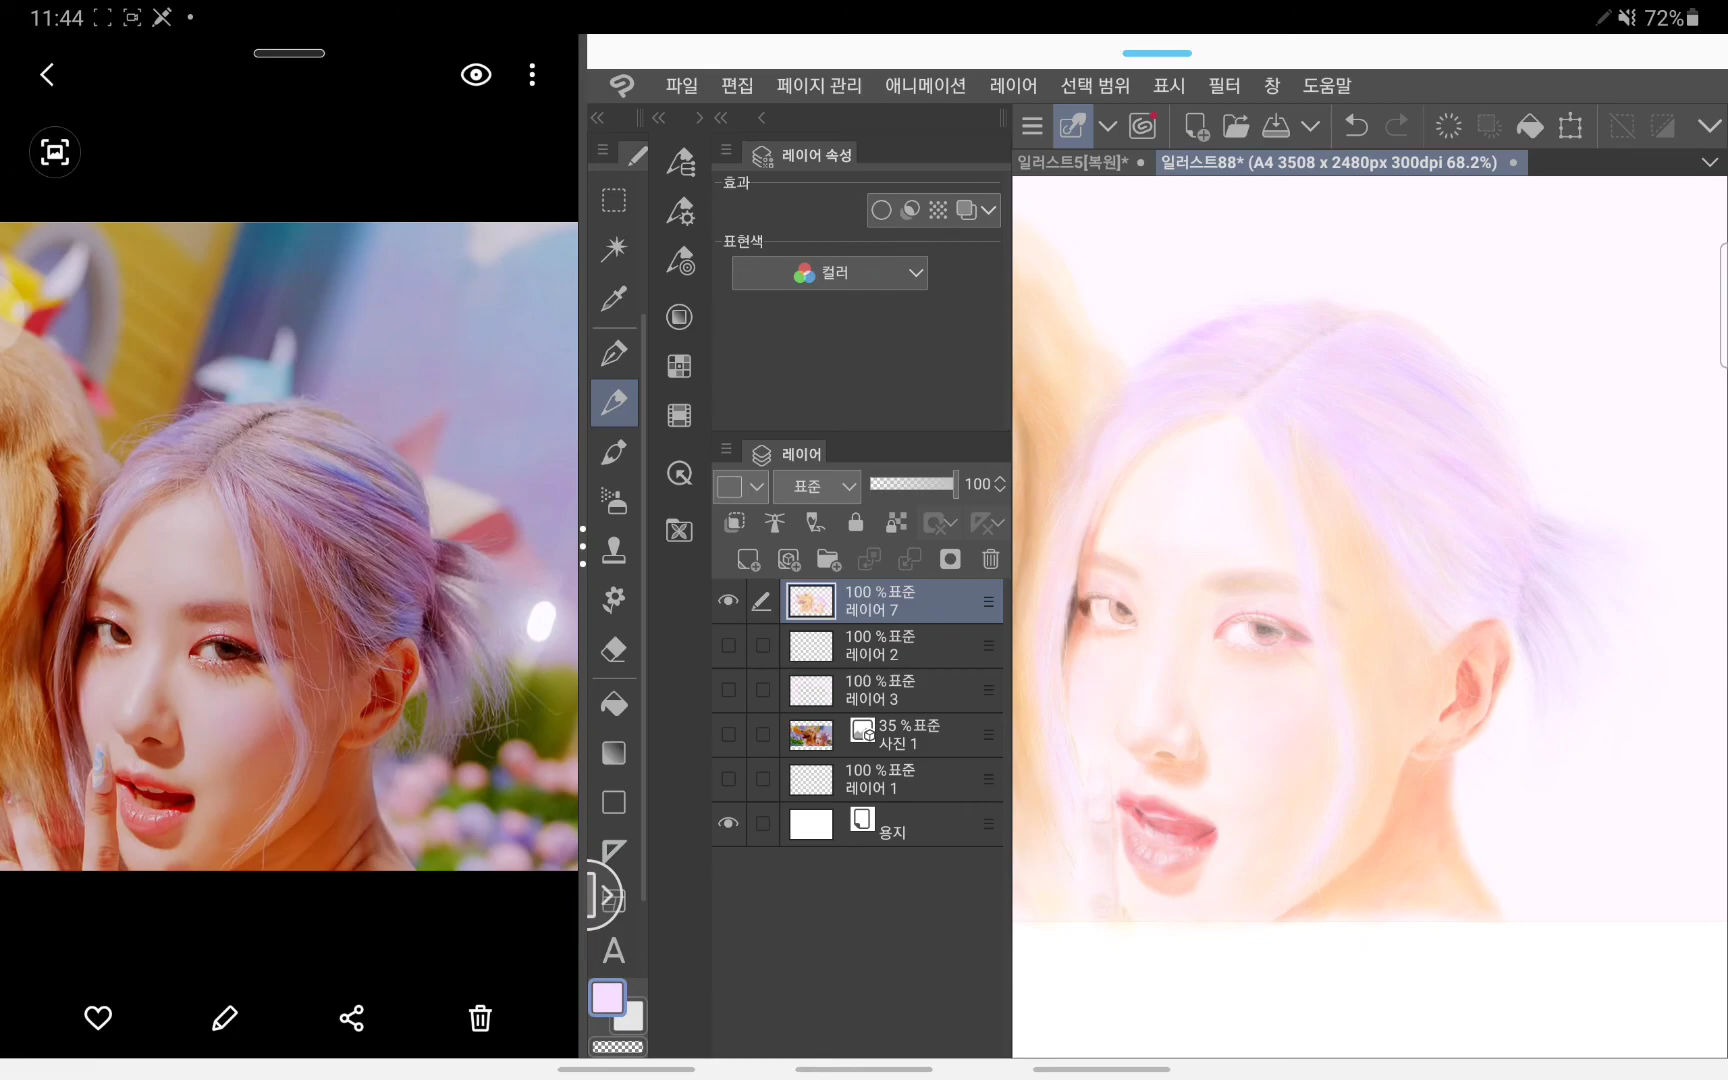 11:44
72%
파일 편집 페이지 관리 애니메이션 레이어 선택 범위 표시 필터 창 도움말
일러스트5[복원]* 일러스트88* (A4 3508 x 2480px 300dpi 68.2%)
레이어 속성
효과
표현색
컬러
레이어
표준 100
100 %표준
레이어 7
100 %표준
레이어 2
100 %표준
레이어 3
35 %표준
사진 1
100 %표준
레이어 1
용지
A